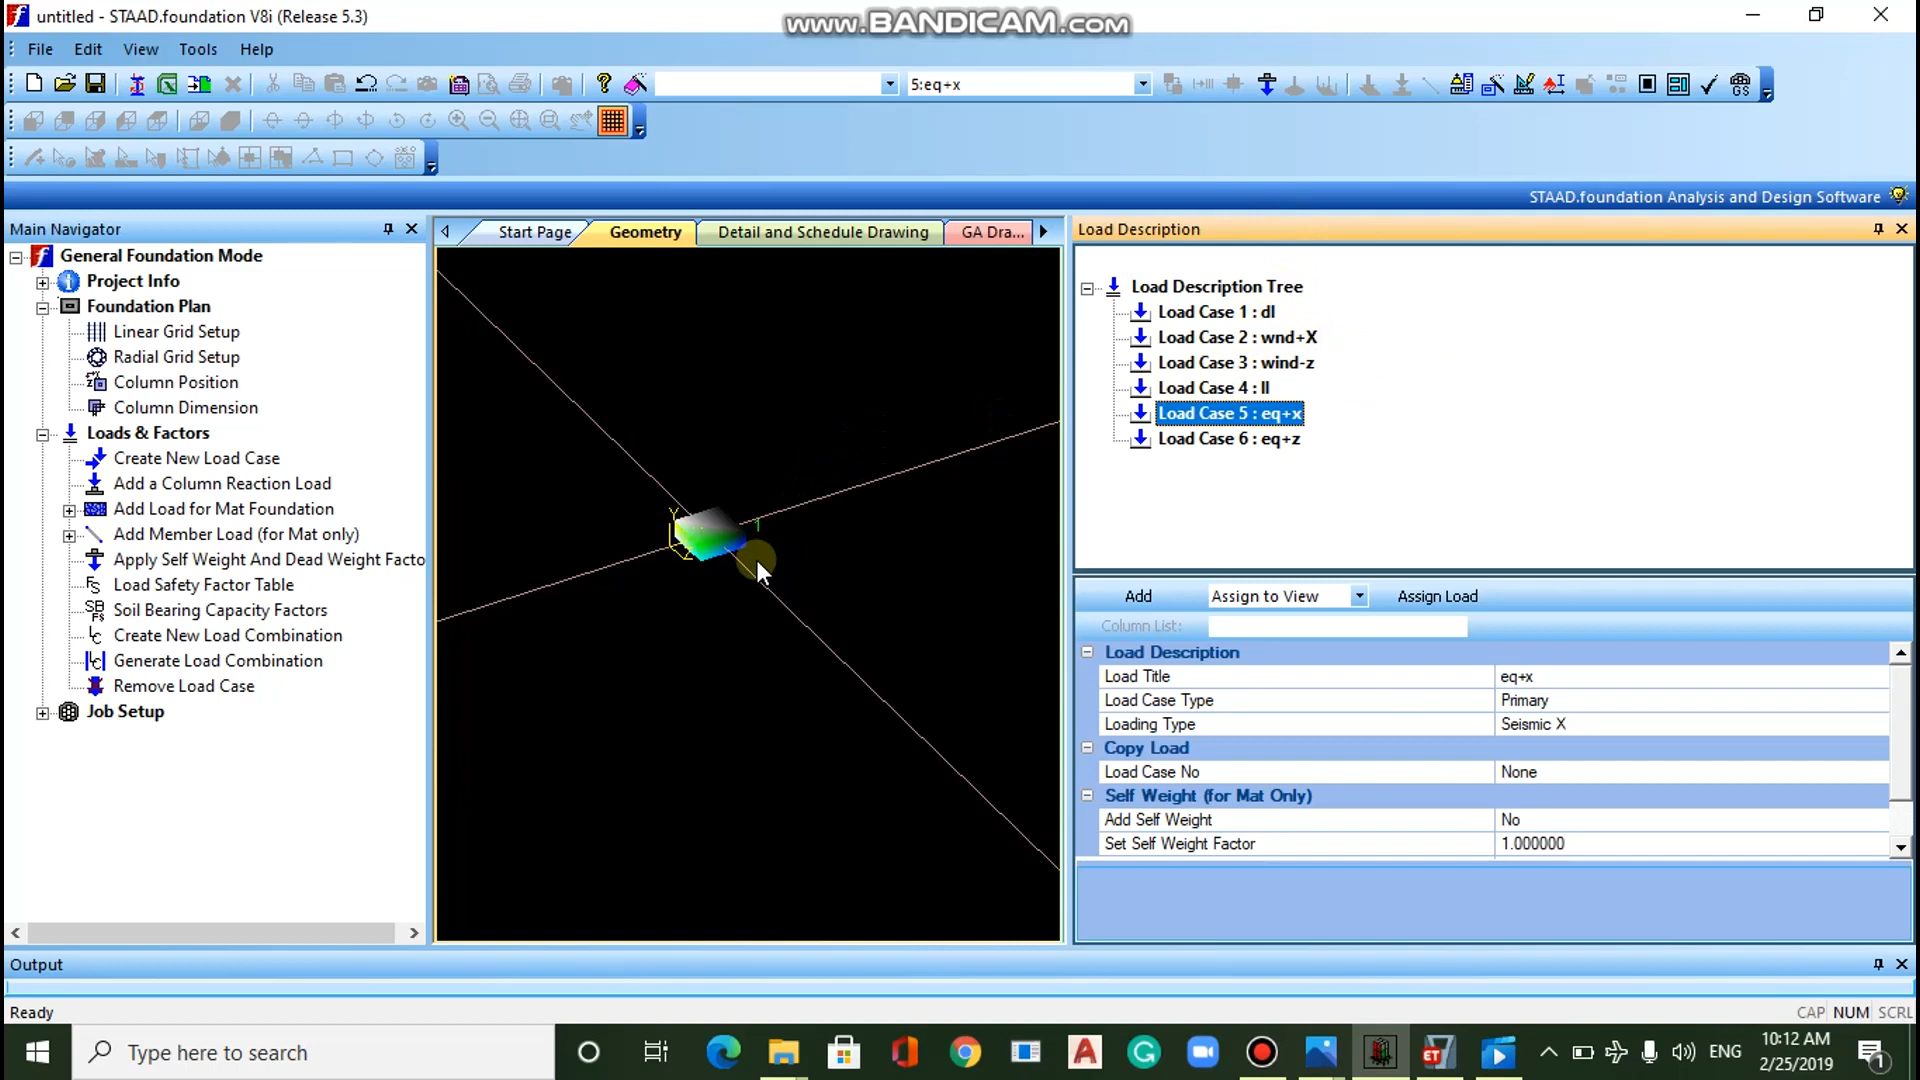 untitled - STAAD.foundation V8i (Release 5.3)
www.BANDICAM.com
File Edit View Tools Help
5:eq+x
STAAD.foundation Analysis and Design Software
Main Navigator
General Foundation Mode
Project Info
Foundation Plan
Linear Grid Setup
Radial Grid Setup
Column Position
Column Dimension
Loads & Factors
Create New Load Case
Add a Column Reaction Load
Add Load for Mat Foundation
Add Member Load (for Mat only)
Apply Self Weight And Dead Weight Facto
Load Safety Factor Table
Soil Bearing Capacity Factors
Create New Load Combination
Generate Load Combination
Remove Load Case
Job Setup
Start Page Geometry Detail and Schedule Drawing GA Dra...
Y
1
Load Description
Load Description Tree
Load Case 1 : dl
Load Case 2 : wnd+X
Load Case 3 : wind-z
Load Case 4 : ll
Load Case 5 : eq+x
Load Case 6 : eq+z
Add Assign to View Assign Load
Column List:
Load Description
Load Title eq+x
Load Case Type Primary
Loading Type Seismic X
Copy Load
Load Case No None
Self Weight (for Mat Only)
Add Self Weight No
Set Self Weight Factor 1.000000
Output
Ready
CAP NUM SCRL
Type here to search
ENG
10:12 AM
2/25/2019
1